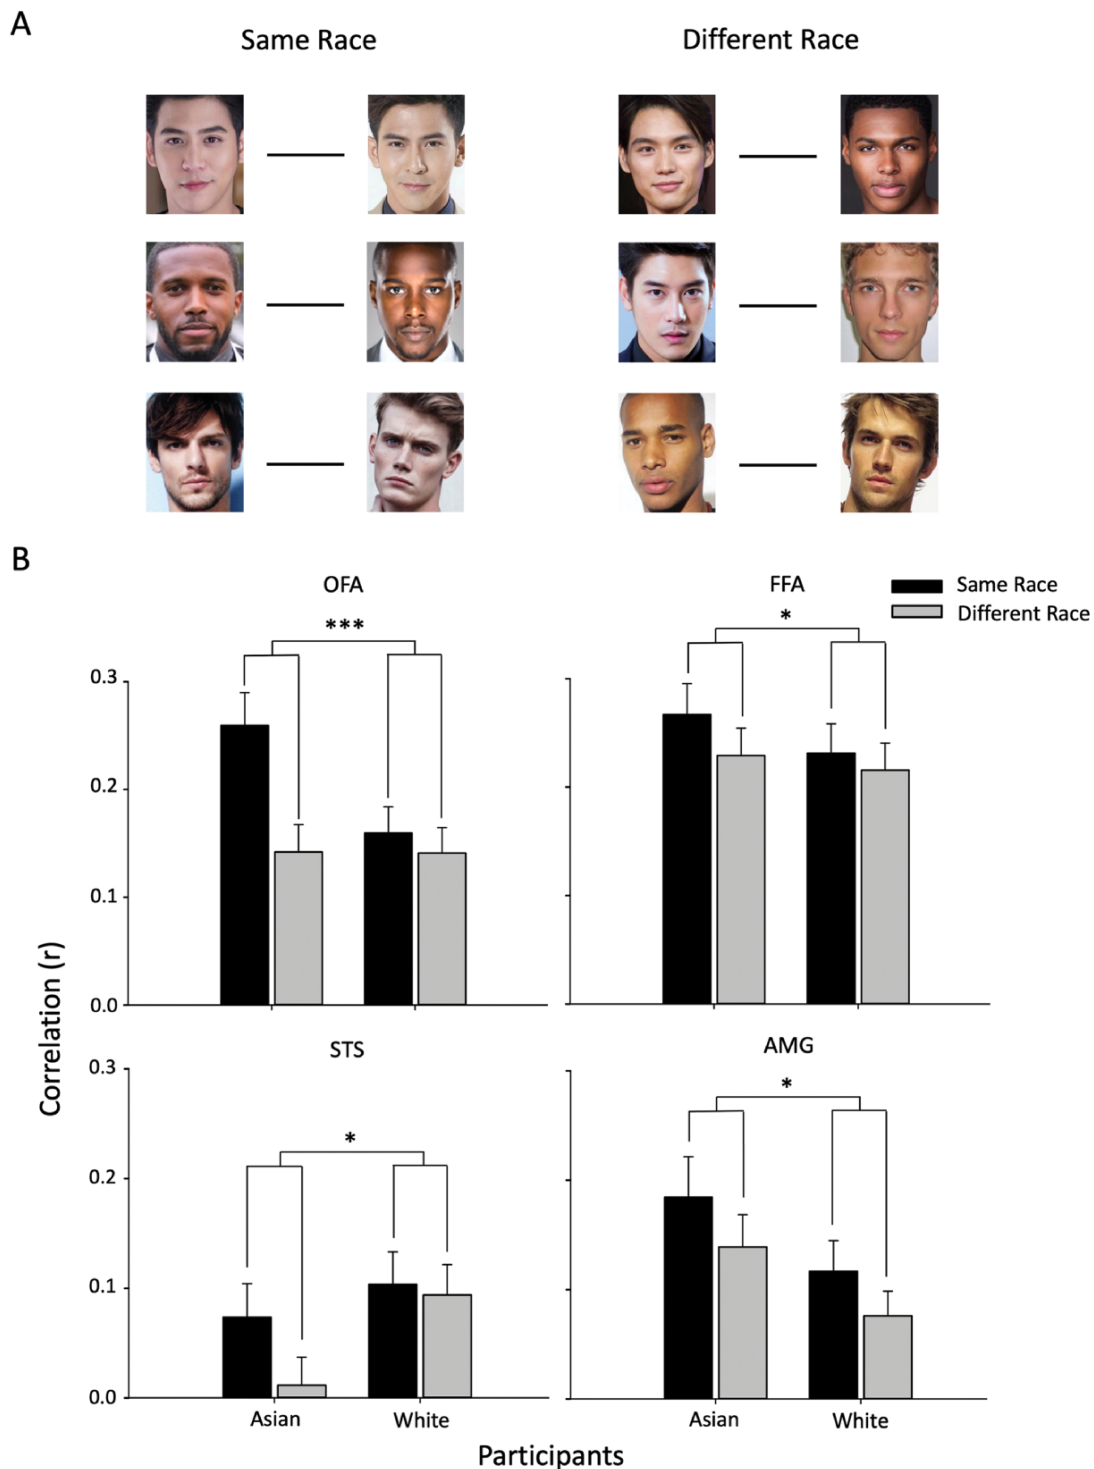 A
Same Race
Different Race
B
OFA
FFA
Same Race
Different Race
***
*
0.3
0.2
0.1
0.0
Correlation (r)
STS
AMG
*
*
0.3
0.2
0.1
0.0
Asian
White
Asian
White
Participants